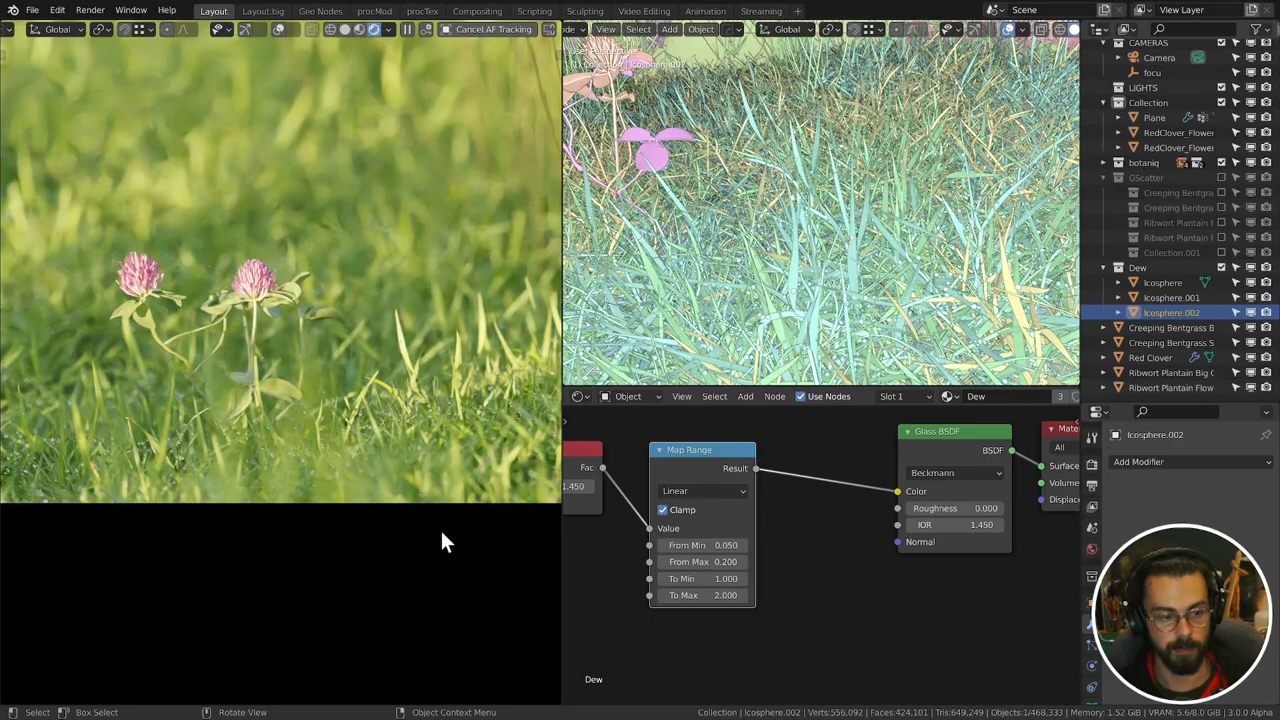 File Edit Render Window Help Layout Layout.big Geo Nodes procMod procTex Compositing Scripting Sculpting Video Editing Animation Streaming Scene View Layer
Global Cancel AF Tracking
View Select Add Object Global
(1) Collection | Icosphere.002
CAMERAS
Camera
focu
LIGHTS
Collection
Plane
RedClover_Flower
RedClover_Flower
botaniq
GScatter
Creeping Bentgra
Creeping Bentgra
Ribwort Plantain F
Ribwort Plantain F
Collection.001
Dew
Icosphere
Icosphere.001
Icosphere.002
Creeping Bentgrass B
Creeping Bentgrass S
Red Clover
Ribwort Plantain Big
Ribwort Plantain Flow
Object View Select Add Node Use Nodes Slot 1 Dew 3
Fac
1.450
Map Range
Result
Linear
Clamp
Value
From Min 0.050
From Max 0.200
To Min 1.000
To Max 2.000
Glass BSDF
BSDF
Beckmann
Color
Roughness 0.000
IOR 1.450
Normal
Mate
All
Surface
Volume
Displac
Icosphere.002
Add Modifier
Dew
Select Box Select Rotate View Object Context Menu Collection | Icosphere.002 | Verts:556,092 | Faces:424,101 | Tris:649,249 | Objects:1/468,333 | Memory: 1.52 GiB | VRAM: 5.6/8.0 GiB | 3.0.0 Alpha